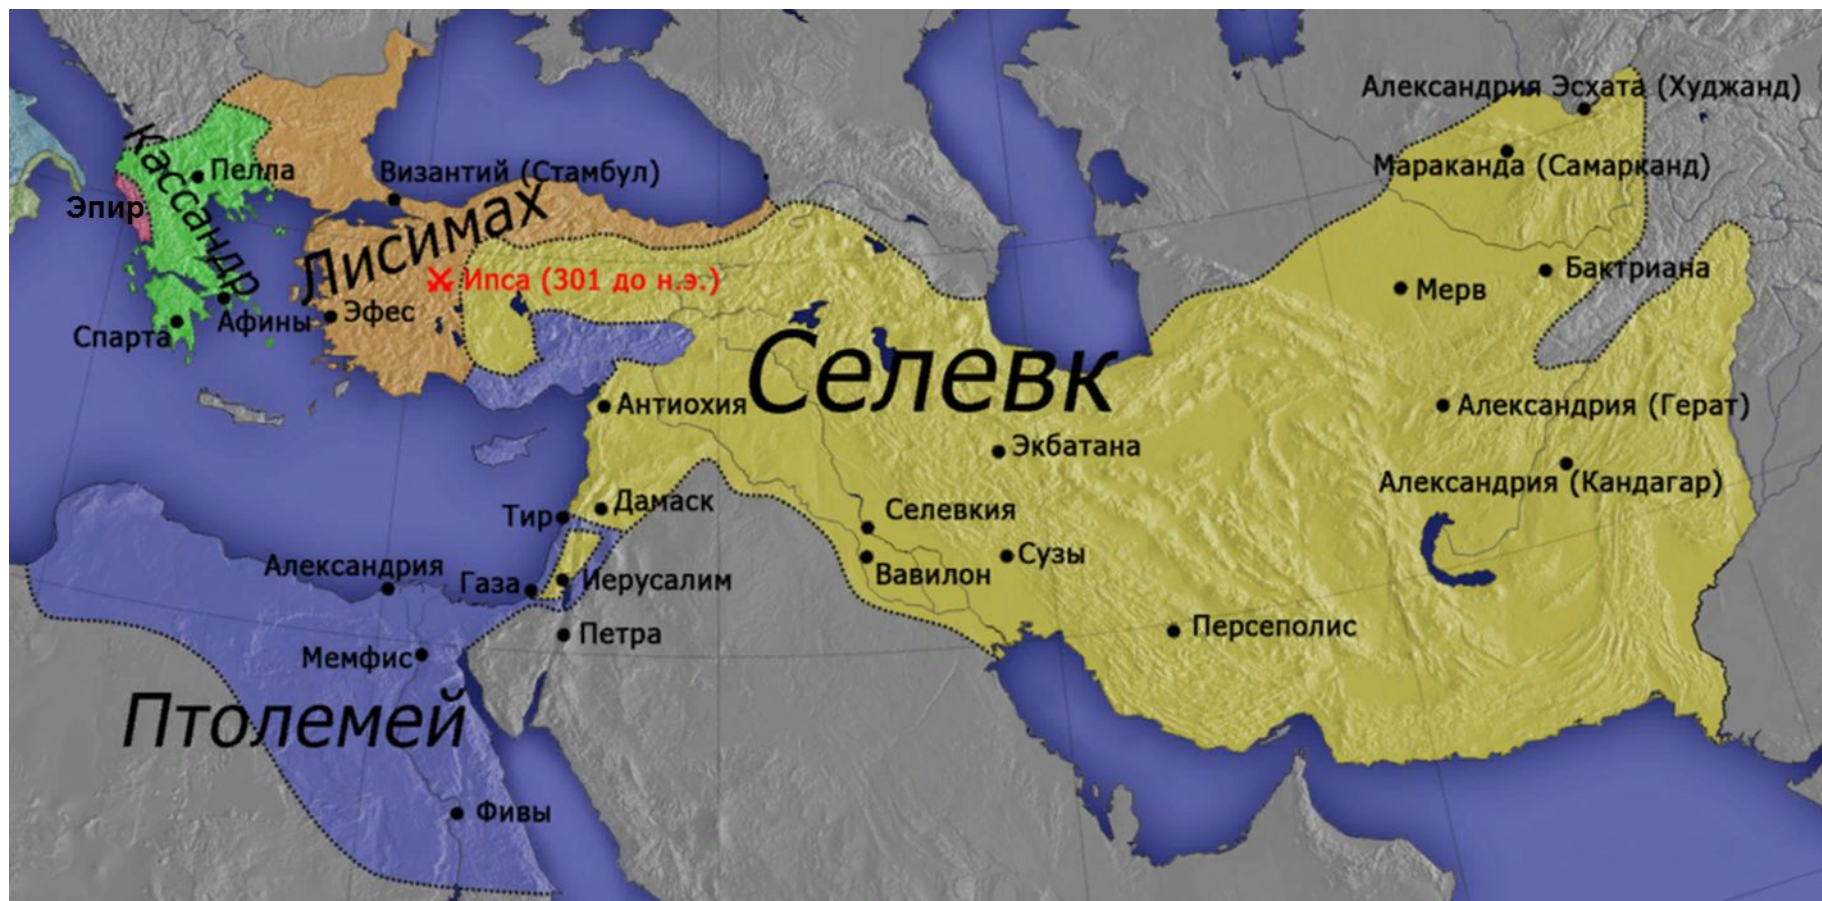 Александрия Эсхата (Худжанд)
Кассандр
Пелла
Византий (Стамбул)
Мараканда (Самарканд)
Эпир
Лисимах
Ипса (301 до н.э.)
Бактриана
Мерв
Эфес
Афины
Спарта
Селевк
Антиохия
Александрия (Герат)
Экбатана
Александрия (Кандагар)
Дамаск
Тир
Селевкия
Сузы
Александрия
Газа
Иерусалим
Вавилон
Петра
Персеполис
Мемфис
Птолемей
Фивы